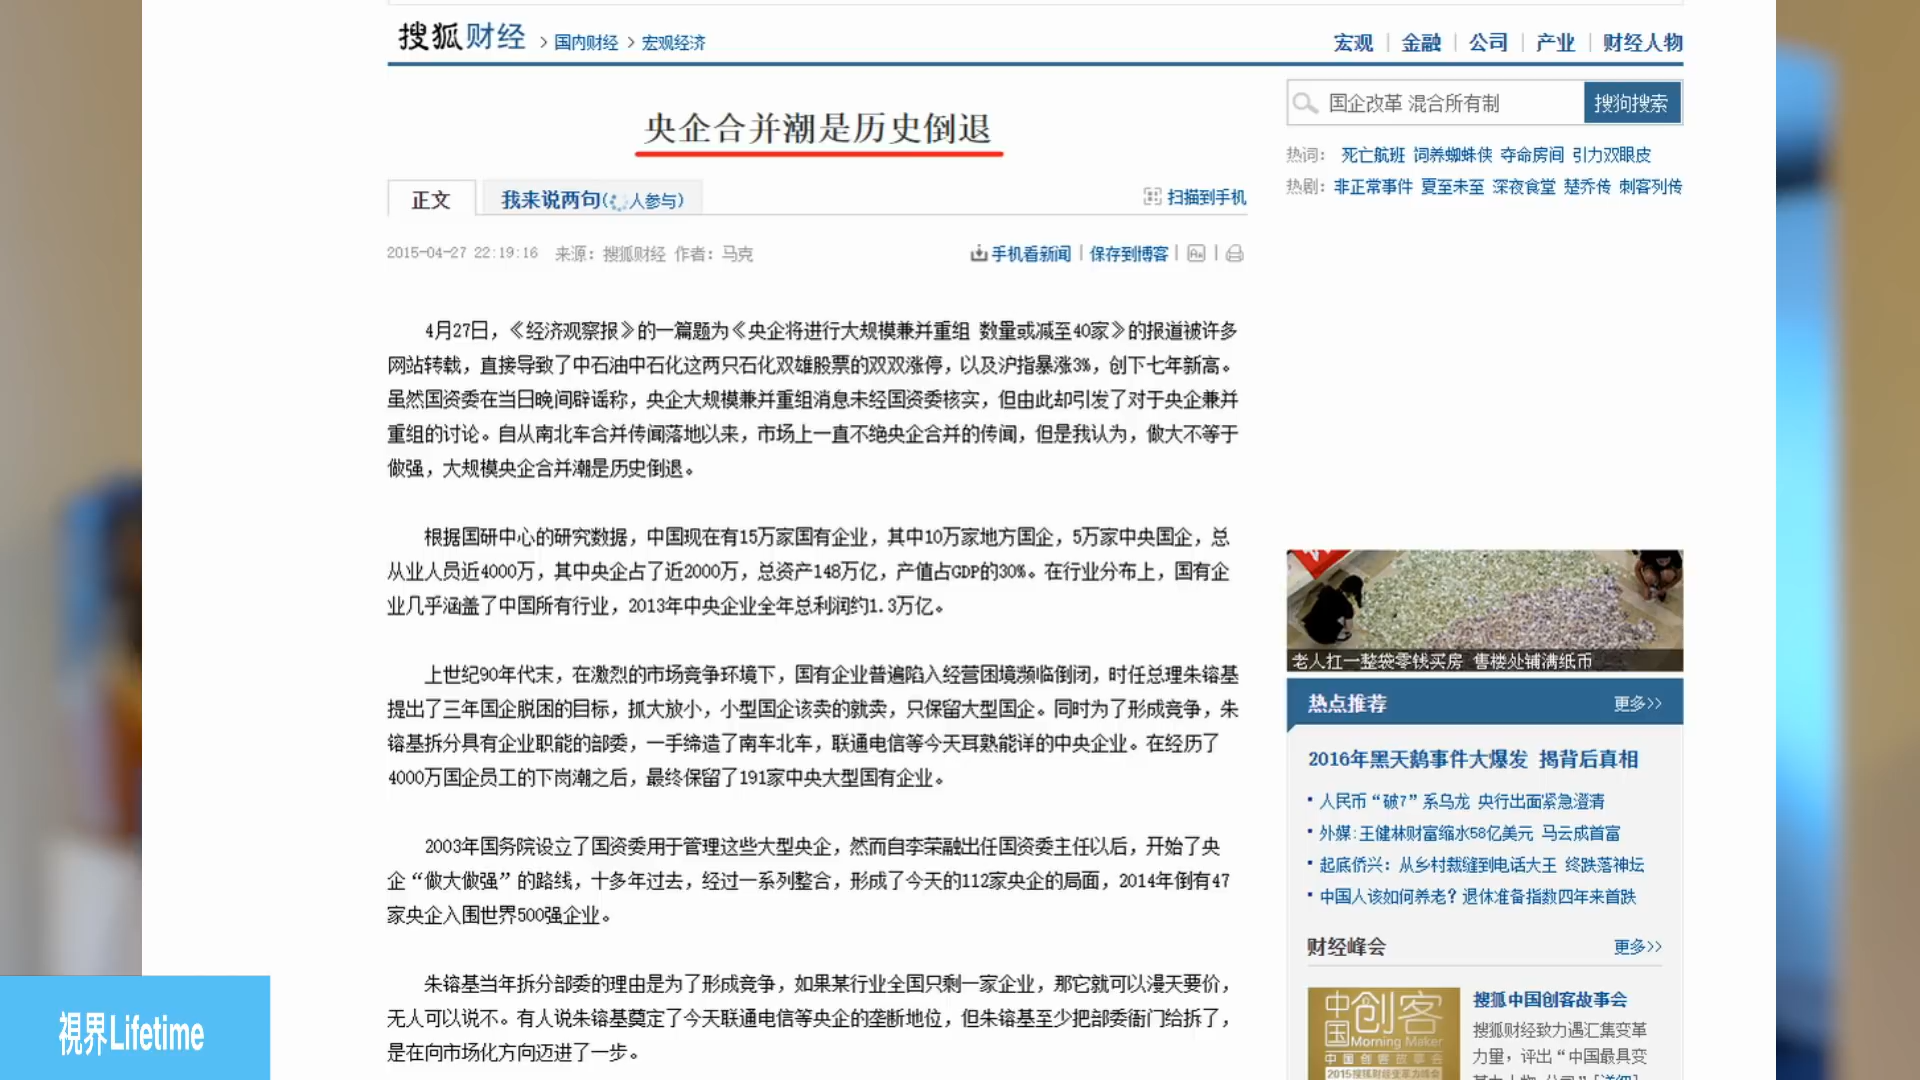 搜狐财经 > 国内财经 > 宏观经济
宏观 | 金融 | 公司 | 产业 | 财经人物
央企合并潮是历史倒退
国企改革 混合所有制 搜狗搜索
热词： 死亡航班 饲养蜘蛛侠 夺命房间 引力双眼皮
热剧： 非正常事件 夏至未至 深夜食堂 楚乔传 刺客列传
正文 我来说两句(人参与) 扫描到手机
2015-04-27 22:19:16 来源：搜狐财经 作者：马克 手机看新闻 | 保存到博客 |
4月27日，《经济观察报》的一篇题为《央企将进行大规模兼并重组 数量或减至40家》的报道被许多
网站转载，直接导致了中石油中石化这两只石化双雄股票的双双涨停，以及沪指暴涨3%，创下七年新高。
虽然国资委在当日晚间辟谣称，央企大规模兼并重组消息未经国资委核实，但由此却引发了对于央企兼并
重组的讨论。自从南北车合并传闻落地以来，市场上一直不绝央企合并的传闻，但是我认为，做大不等于
做强，大规模央企合并潮是历史倒退。
根据国研中心的研究数据，中国现在有15万家国有企业，其中10万家地方国企，5万家中央国企，总
从业人员近4000万，其中央企占了近2000万，总资产148万亿，产值占GDP的30%。在行业分布上，国有企
业几乎涵盖了中国所有行业，2013年中央企业全年总利润约1.3万亿。
上世纪90年代末，在激烈的市场竞争环境下，国有企业普遍陷入经营困境濒临倒闭，时任总理朱镕基
提出了三年国企脱困的目标，抓大放小，小型国企该卖的就卖，只保留大型国企。同时为了形成竞争，朱
镕基拆分具有企业职能的部委，一手缔造了南车北车，联通电信等今天耳熟能详的中央企业。在经历了
4000万国企员工的下岗潮之后，最终保留了191家中央大型国有企业。
2003年国务院设立了国资委用于管理这些大型央企，然而自李荣融出任国资委主任以后，开始了央
企“做大做强”的路线，十多年过去，经过一系列整合，形成了今天的112家央企的局面，2014年倒有47
家央企入围世界500强企业。
朱镕基当年拆分部委的理由是为了形成竞争，如果某行业全国只剩一家企业，那它就可以漫天要价，
无人可以说不。有人说朱镕基奠定了今天联通电信等央企的垄断地位，但朱镕基至少把部委衙门给拆了，
是在向市场化方向迈进了一步。
老人扛一整袋零钱买房 售楼处铺满纸币
热点推荐 更多>>
2016年黑天鹅事件大爆发 揭背后真相
人民币“破7”系乌龙 央行出面紧急澄清
外媒:王健林财富缩水58亿美元 马云成首富
起底侨兴：从乡村裁缝到电话大王 终跌落神坛
中国人该如何养老？退休准备指数四年来首跌
财经峰会 更多>>
中国创客
Morning Maker
中国创客故事会
搜狐中国创客故事会
搜狐财经致力遇汇集变革
力量，评出“中国最具变
視界Lifetime